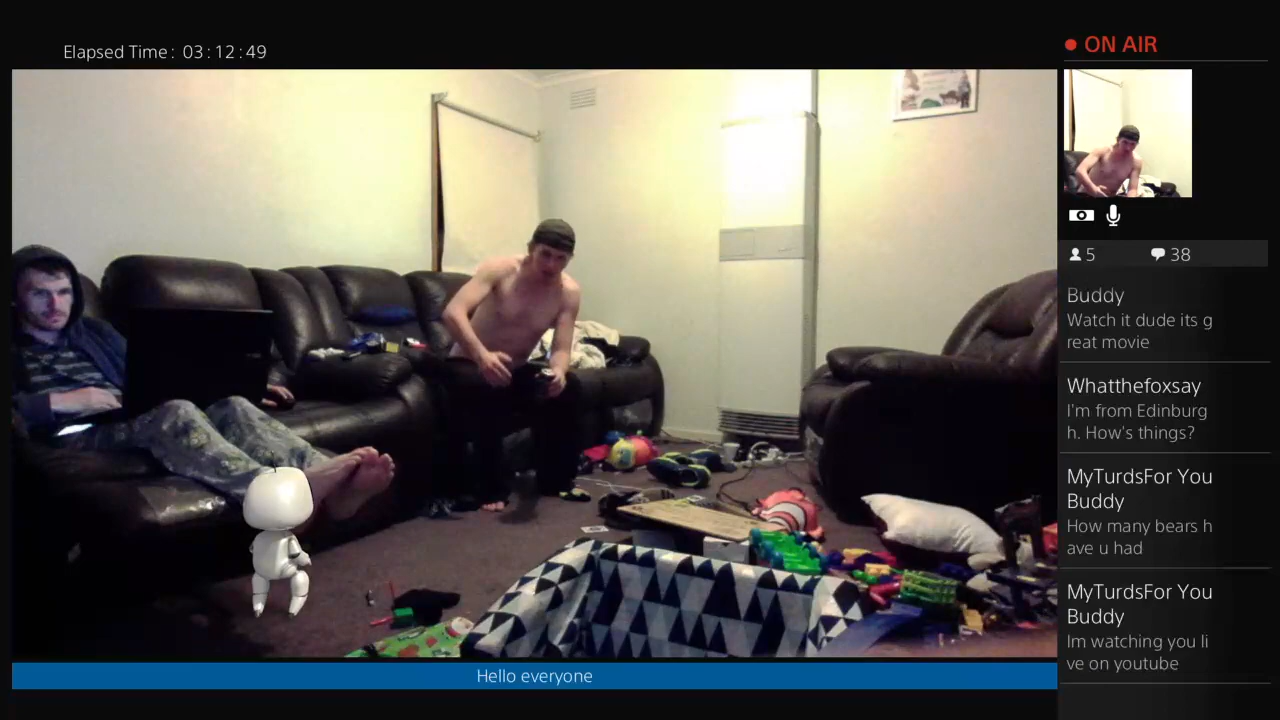 Elapsed Time: 03:12:49
ON AIR
5 38
Buddy
Watch it dude its g
reat movie
Whatthefoxsay
I'm from Edinburg
h. How's things?
MyTurdsFor You
Buddy
How many bears h
ave u had
MyTurdsFor You
Buddy
Im watching you li
ve on youtube
Hello everyone